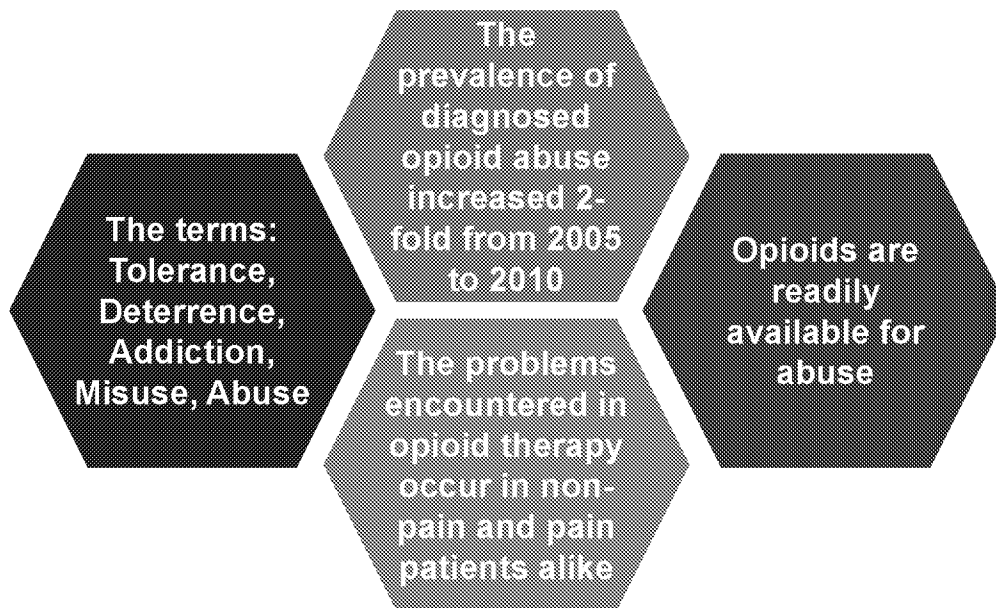 The
prevalence of
diagnosed
opioid abuse
increased 2-
fold from 2005
to 2010
The terms:
Tolerance,
Deterrence,
Addiction,
Misuse, Abuse
Opioids are
readily
available for
abuse
The problems
encountered in
opioid therapy
occur in non-
pain and pain
patients alike